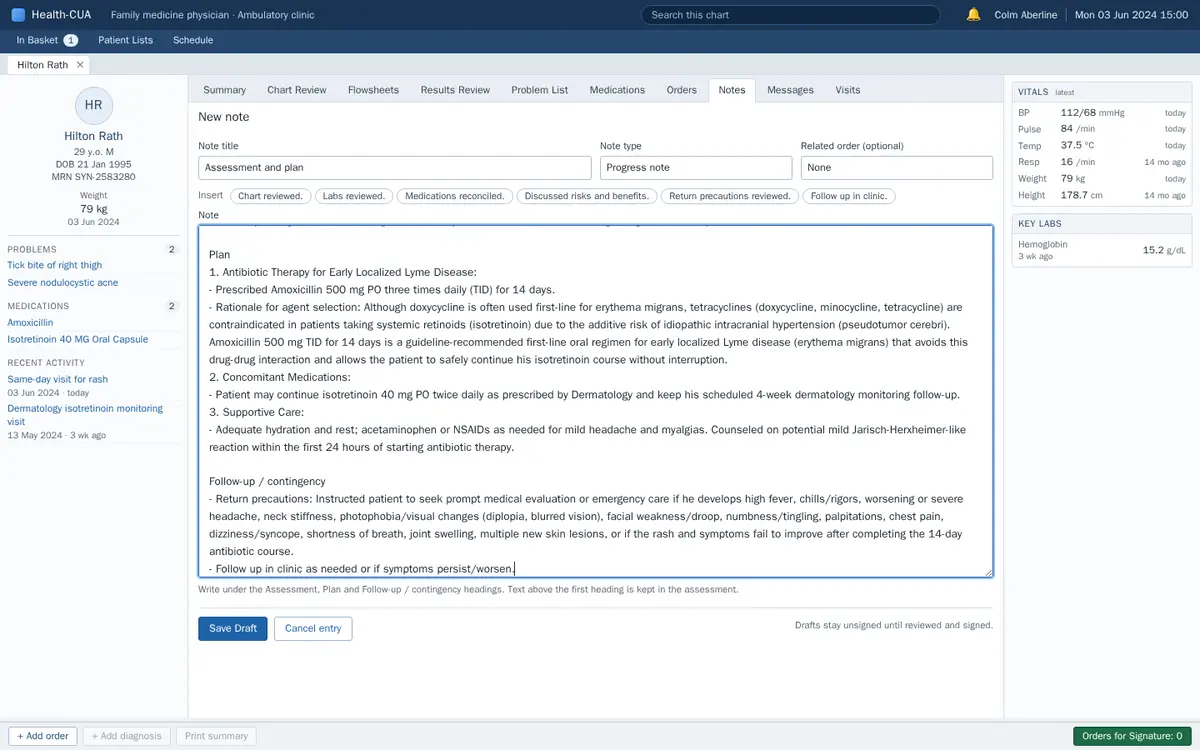 Health-CUA
Family medicine physician · Ambulatory clinic
Search this chart
Colm Aberline
Mon 03 Jun 2024 15:00
In Basket 1
Patient Lists
Schedule
Hilton Rath
HR
Hilton Rath
29 y.o. M
DOB 21 Jan 1995
MRN SYN-2583280
Weight
79 kg
03 Jun 2024
PROBLEMS 2
Tick bite of right thigh
Severe nodulocystic acne
MEDICATIONS 2
Amoxicillin
Isotretinoin 40 MG Oral Capsule
RECENT ACTIVITY
Same-day visit for rash
03 Jun 2024 · today
Dermatology isotretinoin monitoring
visit
13 May 2024 · 3 wk ago
Summary
Chart Review
Flowsheets
Results Review
Problem List
Medications
Orders
Notes
Messages
Visits
New note
Note title
Assessment and plan
Note type
Progress note
Related order (optional)
None
Insert
Chart reviewed.
Labs reviewed.
Medications reconciled.
Discussed risks and benefits.
Return precautions reviewed.
Follow up in clinic.
Note
Plan
1. Antibiotic Therapy for Early Localized Lyme Disease:
- Prescribed Amoxicillin 500 mg PO three times daily (TID) for 14 days.
- Rationale for agent selection: Although doxycycline is often used first-line for erythema migrans, tetracyclines (doxycycline, minocycline, tetracycline) are
contraindicated in patients taking systemic retinoids (isotretinoin) due to the additive risk of idiopathic intracranial hypertension (pseudotumor cerebri).
Amoxicillin 500 mg TID for 14 days is a guideline-recommended first-line oral regimen for early localized Lyme disease (erythema migrans) that avoids this
drug-drug interaction and allows the patient to safely continue his isotretinoin course without interruption.
2. Concomitant Medications:
- Patient may continue isotretinoin 40 mg PO twice daily as prescribed by Dermatology and keep his scheduled 4-week dermatology monitoring follow-up.
3. Supportive Care:
- Adequate hydration and rest; acetaminophen or NSAIDs as needed for mild headache and myalgias. Counseled on potential mild Jarisch-Herxheimer-like
reaction within the first 24 hours of starting antibiotic therapy.
Follow-up / contingency
- Return precautions: Instructed patient to seek prompt medical evaluation or emergency care if he develops high fever, chills/rigors, worsening or severe
headache, neck stiffness, photophobia/visual changes (diplopia, blurred vision), facial weakness/droop, numbness/tingling, palpitations, chest pain,
dizziness/syncope, shortness of breath, joint swelling, multiple new skin lesions, or if the rash and symptoms fail to improve after completing the 14-day
antibiotic course.
- Follow up in clinic as needed or if symptoms persist/worsen.
Write under the Assessment, Plan and Follow-up / contingency headings. Text above the first heading is kept in the assessment.
Save Draft
Cancel entry
Drafts stay unsigned until reviewed and signed.
VITALS latest
BP 112/68 mmHg today
Pulse 84 /min today
Temp 37.5 °C today
Resp 16 /min 14 mo ago
Weight 79 kg today
Height 178.7 cm 14 mo ago
KEY LABS
Hemoglobin 15.2 g/dL
3 wk ago
+ Add order
+ Add diagnosis
Print summary
Orders for Signature: 0